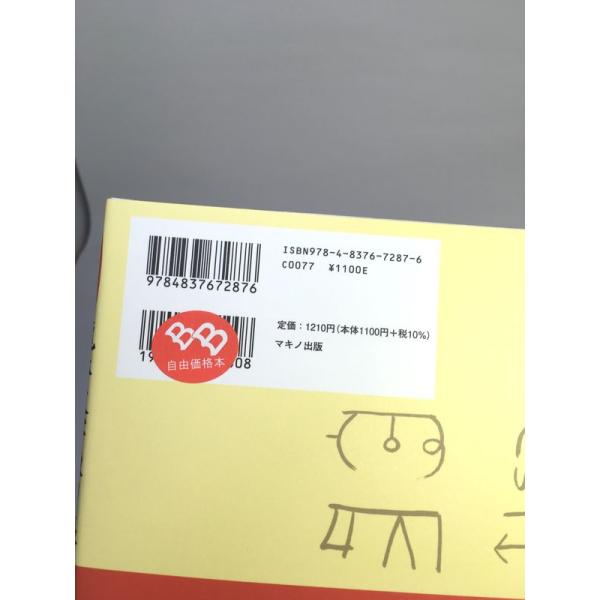 ISBN978-4-8376-7287-6
C0077 ¥1100E
9784837672876
定価：1210円（本体1100円＋税10%）
マキノ出版
BB
自由価格本